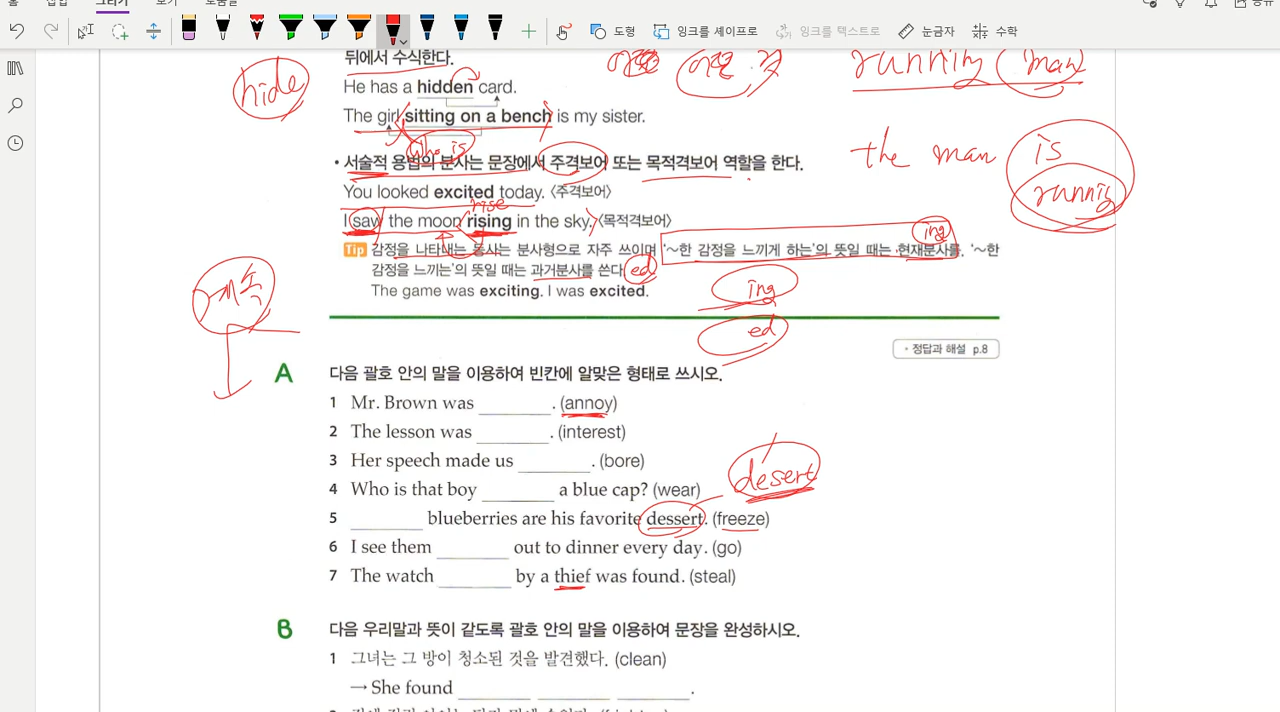 그리기
도형
잉크를 셰이프로
잉크를 텍스트로
눈금자
수학
뒤에서 수식한다.
hide
He has a hidden card.
running man
The girl sitting on a bench is my sister.
who is
the man is running
• 서술적 용법의 분사는 문장에서 주격보어 또는 목적격보어 역할을 한다.
You looked excited today. 〈주격보어〉
rise
I saw the moon rising in the sky. 〈목적격보어〉
ing
Tip 감정을 나타내는 동사는 분사형으로 자주 쓰이며 '~한 감정을 느끼게 하는'의 뜻일 때는 현재분사를, '~한
감정을 느끼는'의 뜻일 때는 과거분사를 쓴다.
ed
The game was exciting. I was excited.
ing
계속
ed
• 정답과 해설 p.8
A 다음 괄호 안의 말을 이용하여 빈칸에 알맞은 형태로 쓰시오.
1 Mr. Brown was ________. (annoy)
2 The lesson was ________. (interest)
3 Her speech made us ________. (bore)
desert
4 Who is that boy ________ a blue cap? (wear)
5 ________ blueberries are his favorite dessert. (freeze)
6 I see them ________ out to dinner every day. (go)
7 The watch ________ by a thief was found. (steal)
B 다음 우리말과 뜻이 같도록 괄호 안의 말을 이용하여 문장을 완성하시오.
1 그녀는 그 방이 청소된 것을 발견했다. (clean)
→ She found ________ ________ ________.